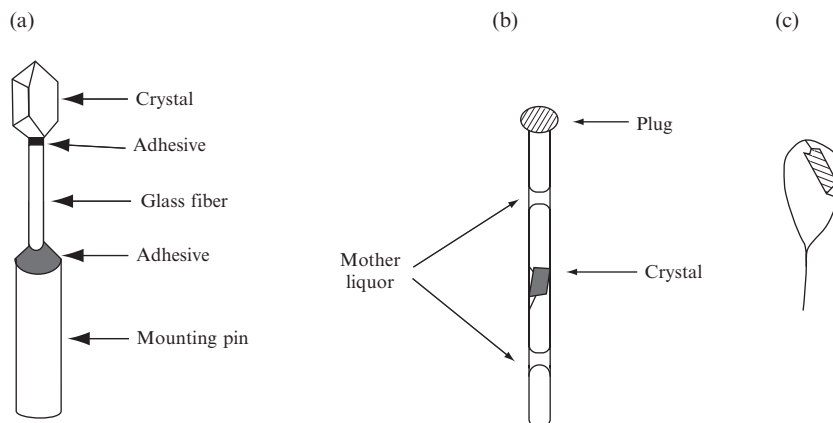 (a)
Crystal
Adhesive
Glass fiber
Adhesive
Mounting pin
(b)
Plug
Mother
liquor
Crystal
(c)